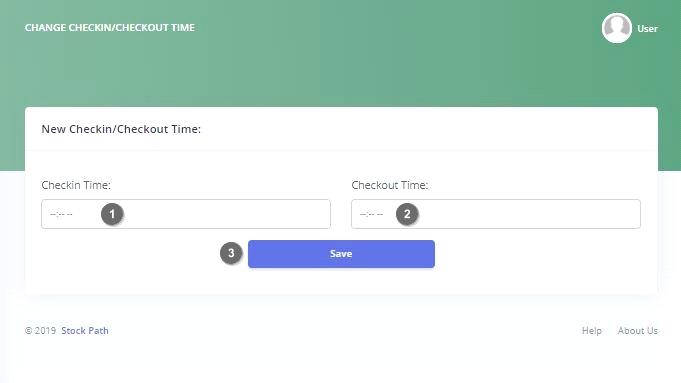 CHANGE CHECKIN/CHECKOUT TIME
User
New Checkin/Checkout Time:
Checkin Time: Checkout Time:
--:-- -- 1 --:-- -- 2
3 Save
© 2019 Stock Path Help About Us